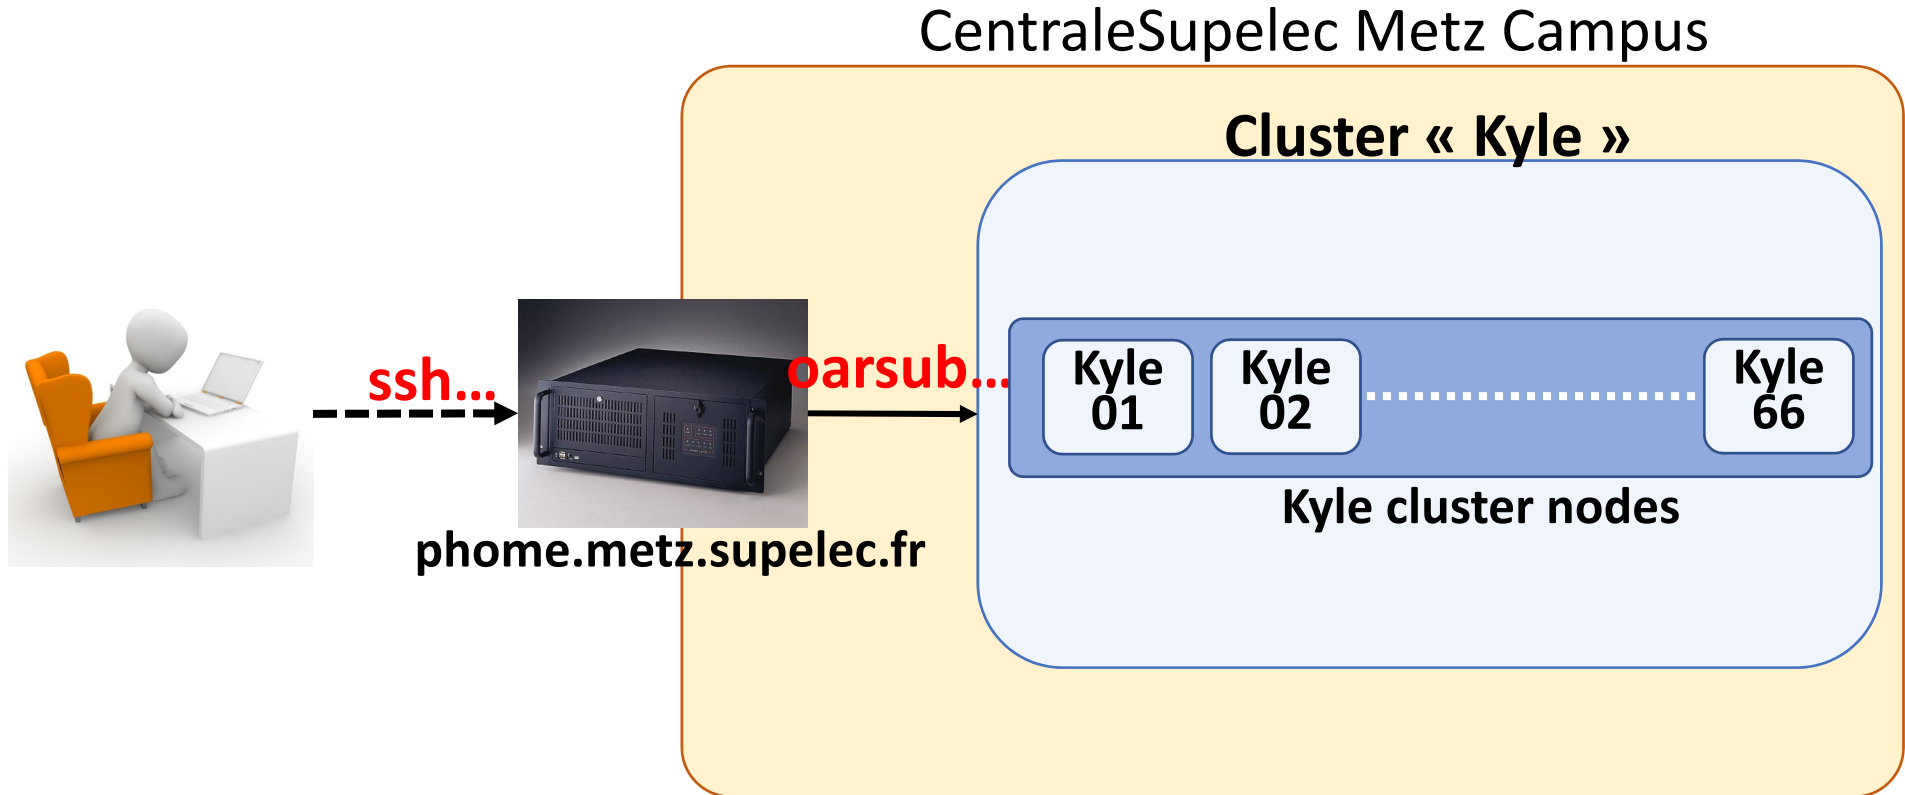 CentraleSupelec Metz Campus
Cluster « Kyle »
ssh...
oarsub...
Kyle
01
Kyle
02
Kyle
66
Kyle cluster nodes
phome.metz.supelec.fr